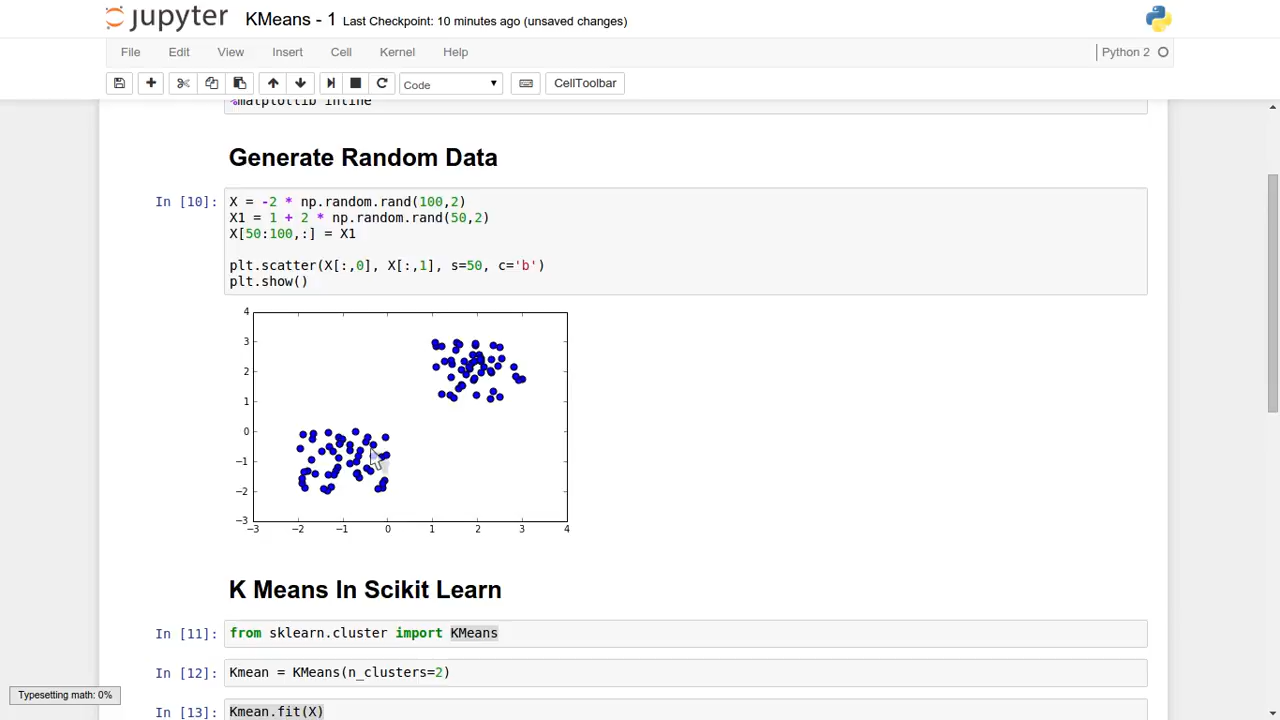 jupyter KMeans - 1 Last Checkpoint: 10 minutes ago (unsaved changes)
File Edit View Insert Cell Kernel Help Python 2
Code CellToolbar
%matplotlib inline
Generate Random Data
In [10]: X = -2 * np.random.rand(100,2)
X1 = 1 + 2 * np.random.rand(50,2)
X[50:100,:] = X1
plt.scatter(X[:,0], X[:,1], s=50, c='b')
plt.show()
4
3
2
1
0
−1
−2
−3
−3 −2 −1 0 1 2 3 4
K Means In Scikit Learn
In [11]: from sklearn.cluster import KMeans
In [12]: Kmean = KMeans(n_clusters=2)
Typesetting math: 0%
In [13]: Kmean.fit(X)